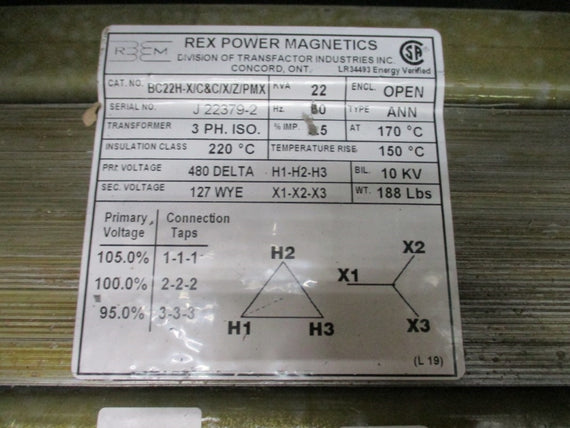 REX POWER MAGNETICS
DIVISION OF TRANSFACTOR INDUSTRIES INC.
CONCORD, ONT. LR34493 Energy Verified
CAT. NO. BC22H-X/C&C/X/Z/PMX KVA 22 ENCL. OPEN
SERIAL NO. J 22379-2 Hz. 60 TYPE ANN
TRANSFORMER 3 PH. ISO. % IMP. AT 170 °C
INSULATION CLASS 220 °C TEMPERATURE RISE 150 °C
PRI. VOLTAGE 480 DELTA H1-H2-H3 BIL. 10 KV
SEC. VOLTAGE 127 WYE X1-X2-X3 WT. 188 Lbs
Primary Connection
Voltage Taps
105.0% 1-1-1
100.0% 2-2-2
95.0% 3-3-3
H2
H1 H3
X2
X1
X3
(L 19)